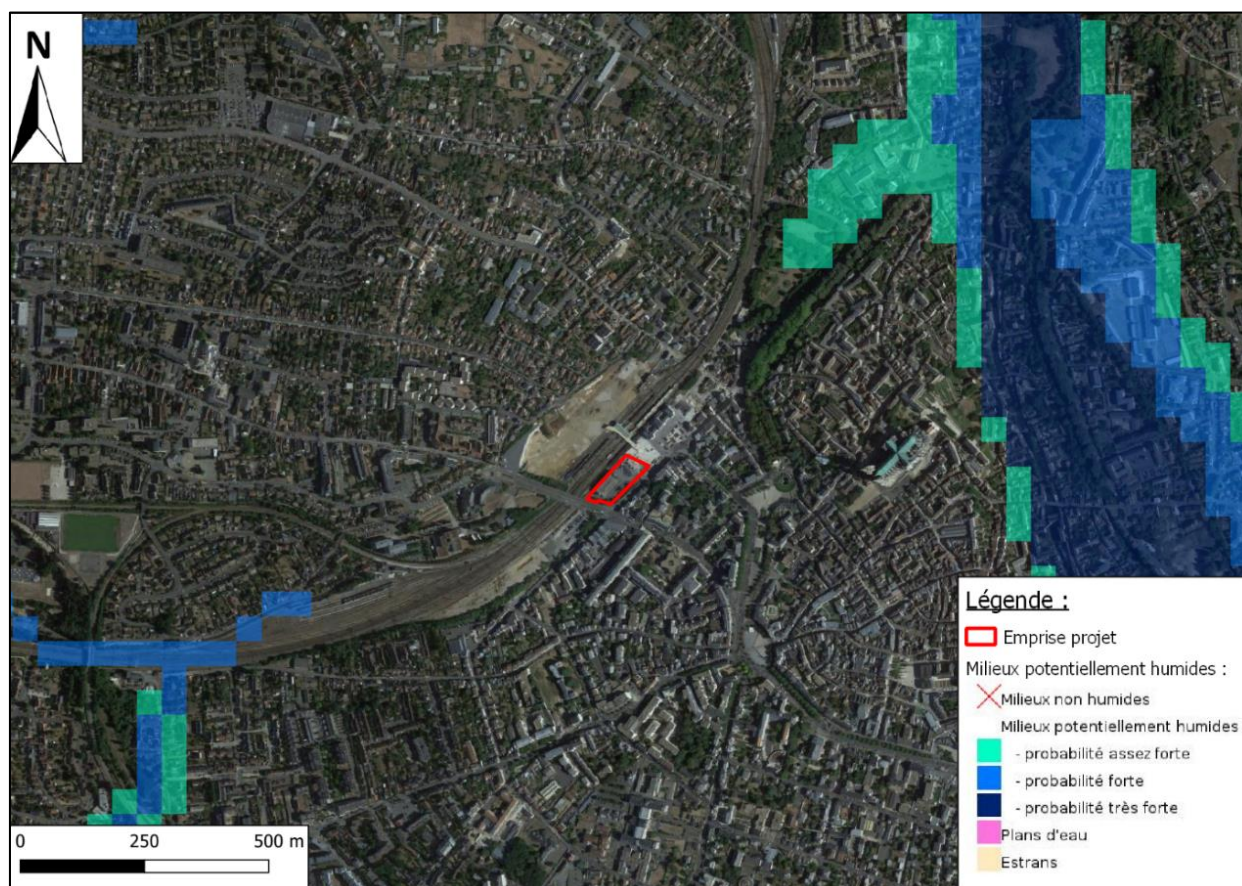 N
Légende :
Emprise projet
Milieux potentiellement humides :
Milieux non humides
Milieux potentiellement humides
- probabilité assez forte
- probabilité forte
- probabilité très forte
Plans d'eau
Estrans
0 250 500 m